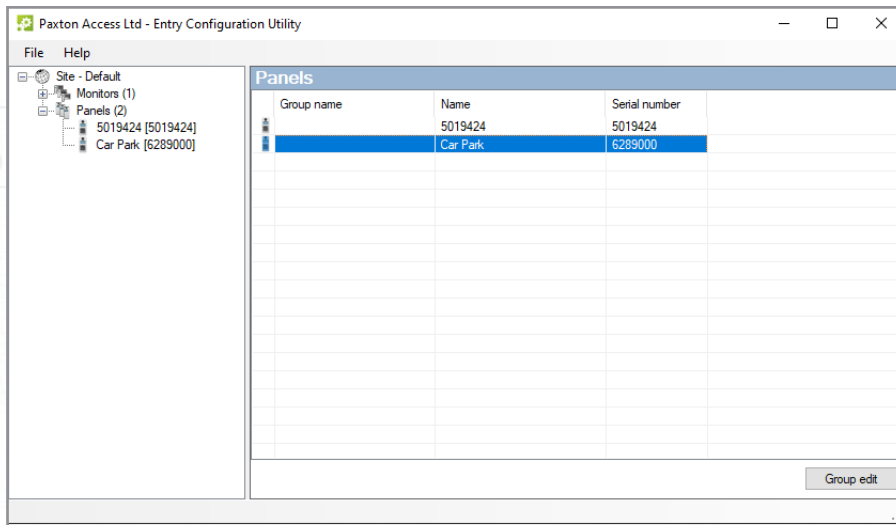 Paxton Access Ltd - Entry Configuration Utility
File Help
Site - Default
Monitors (1)
Panels (2)
5019424 [5019424]
Car Park [6289000]
Panels
Group name Name Serial number
5019424 5019424
Car Park 6289000
Group edit